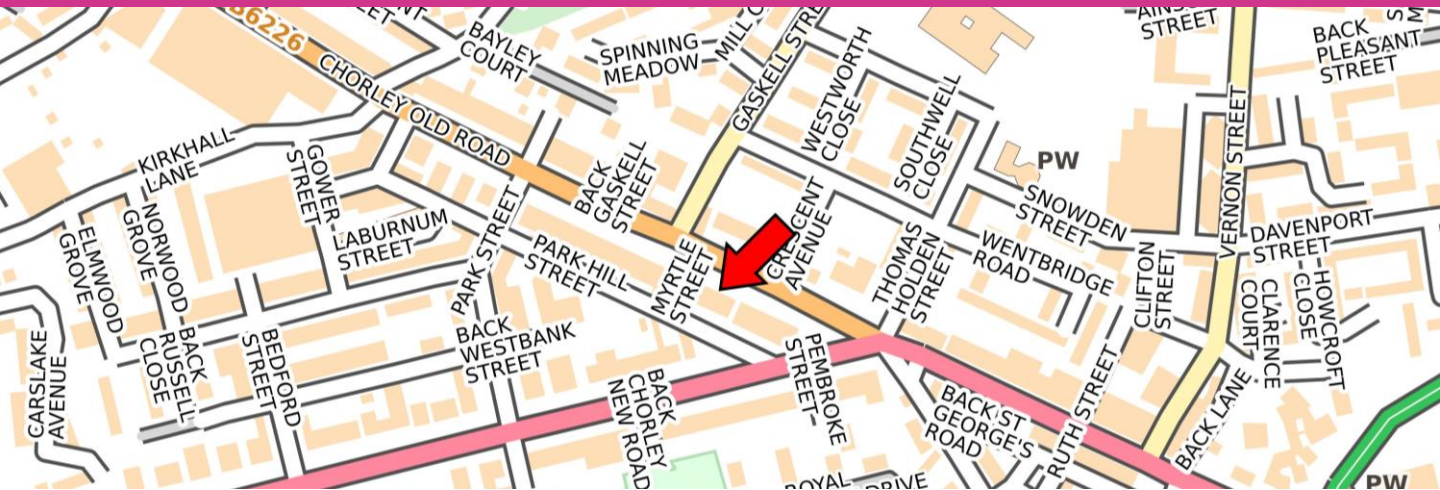 B6226
CHORLEY OLD ROAD
BAYLEY
COURT
SPINNING
MEADOW
GASKELL STRE
WESTWORTH
CLOSE
SOUTHWELL
CLOSE
STREET
BACK
PLEASANT
STREET
KIRKHALL
LANE
GOWER
STREET
BACK
GASKELL
STREET
PW
SNOWDEN
STREET
VERNON STREET
DAVENPORT
STREET
ELMWOOD
GROVE
NORWOOD
GROVE
LABURNUM
STREET
PARK STREET
PARK HILL
STREET
MYRTLE
STREET
CRESCENT
AVENUE
THOMAS
HOLDEN
STREET
WENTBRIDGE
ROAD
CLIFTON
STREET
CLARENCE
COURT
HOWCROFT
CLOSE
CARSLAKE
AVENUE
BACK
RUSSELL
CLOSE
BEDFORD
STREET
BACK
WESTBANK
STREET
BACK
CHORLEY
NEW ROAD
PEMBROKE
STREET
BACK ST
GEORGE'S
ROAD
RUTH STREET
BACK LANE
ROYAL
DRIVE
PW